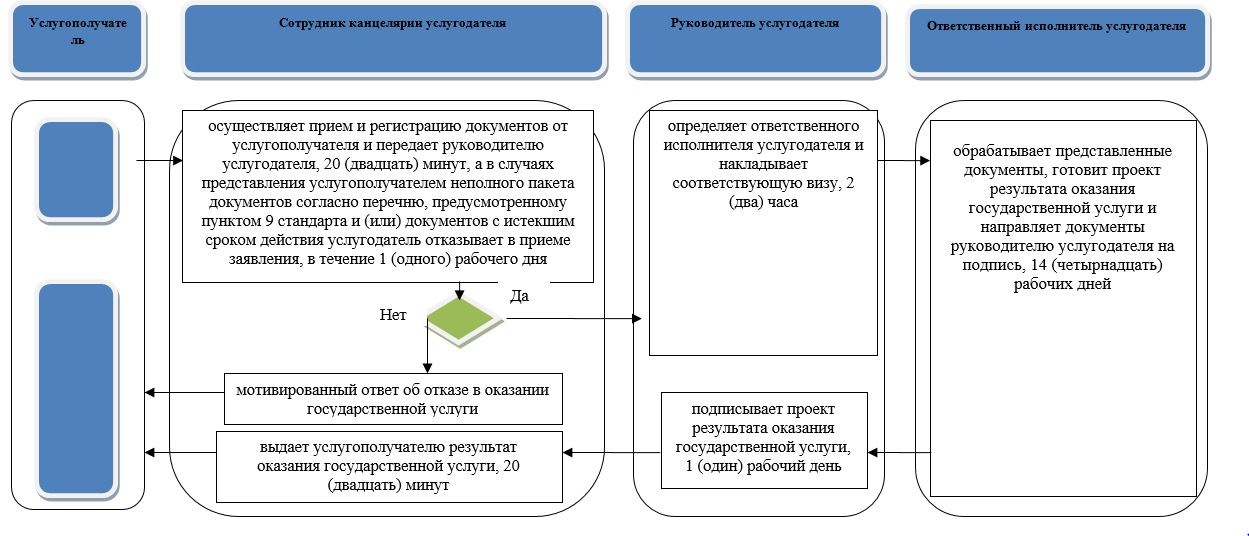 Услугополучате
ль
Сотрудник канцелярии услугодателя
Руководитель услугодателя
Ответственный исполнитель услугодателя
осуществляет прием и регистрацию документов от
услугополучателя и передает руководителю
услугодателя, 20 (двадцать) минут, а в случаях
представления услугополучателем неполного пакета
документов согласно перечню, предусмотренному
пунктом 9 стандарта и (или) документов с истекшим
сроком действия услугодатель отказывает в приеме
заявления, в течение 1 (одного) рабочего дня
определяет ответственного
исполнителя услугодателя и
накладывает
соответствующую визу, 2
(два) часа
обрабатывает представленные
документы, готовит проект
результата оказания
государственной услуги и
направляет документы
руководителю услугодателя на
подпись, 14 (четырнадцать)
рабочих дней
Да
Нет
мотивированный ответ об отказе в оказании
государственной услуги
подписывает проект
результата оказания
государственной услуги,
1 (один) рабочий день
выдает услугополучателю результат
оказания государственной услуги, 20
(двадцать) минут